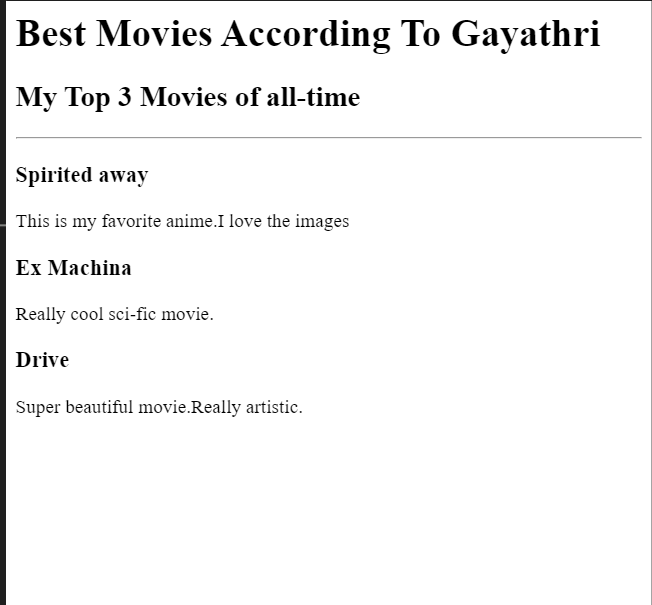 Best Movies According To Gayathri
My Top 3 Movies of all-time
Spirited away
This is my favorite anime.I love the images
Ex Machina
Really cool sci-fic movie.
Drive
Super beautiful movie.Really artistic.